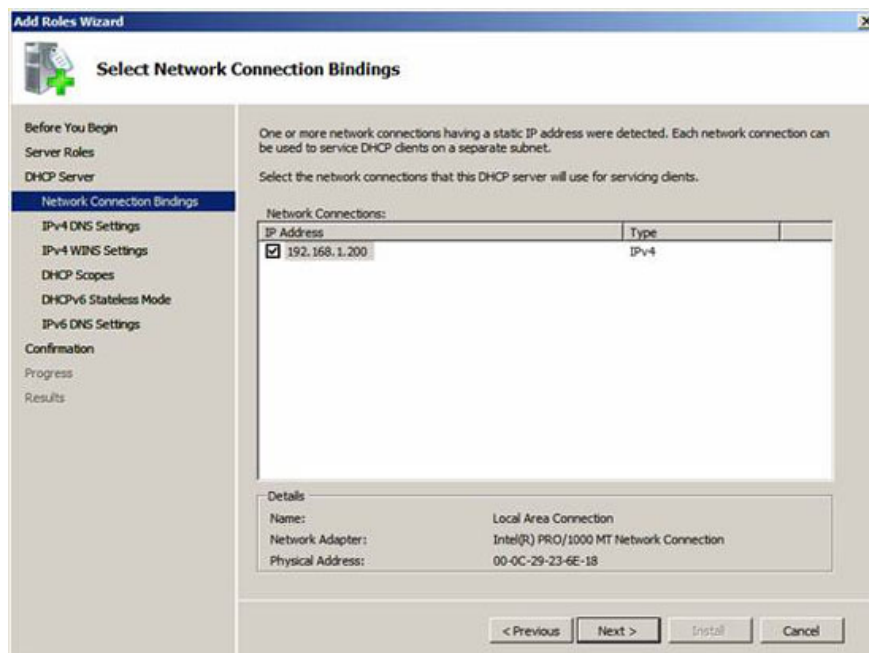 Add Roles Wizard
Select Network Connection Bindings
Before You Begin
Server Roles
DHCP Server
Network Connection Bindings
IPv4 DNS Settings
IPv4 WINS Settings
DHCP Scopes
DHCPv6 Stateless Mode
IPv6 DNS Settings
Confirmation
Progress
Results
One or more network connections having a static IP address were detected. Each network connection can
be used to service DHCP clients on a separate subnet.
Select the network connections that this DHCP server will use for servicing clients.
Network Connections:
IP Address Type
192.168.1.200 IPv4
Details
Name: Local Area Connection
Network Adapter: Intel(R) PRO/1000 MT Network Connection
Physical Address: 00-0C-29-23-6E-18
< Previous Next > Install Cancel